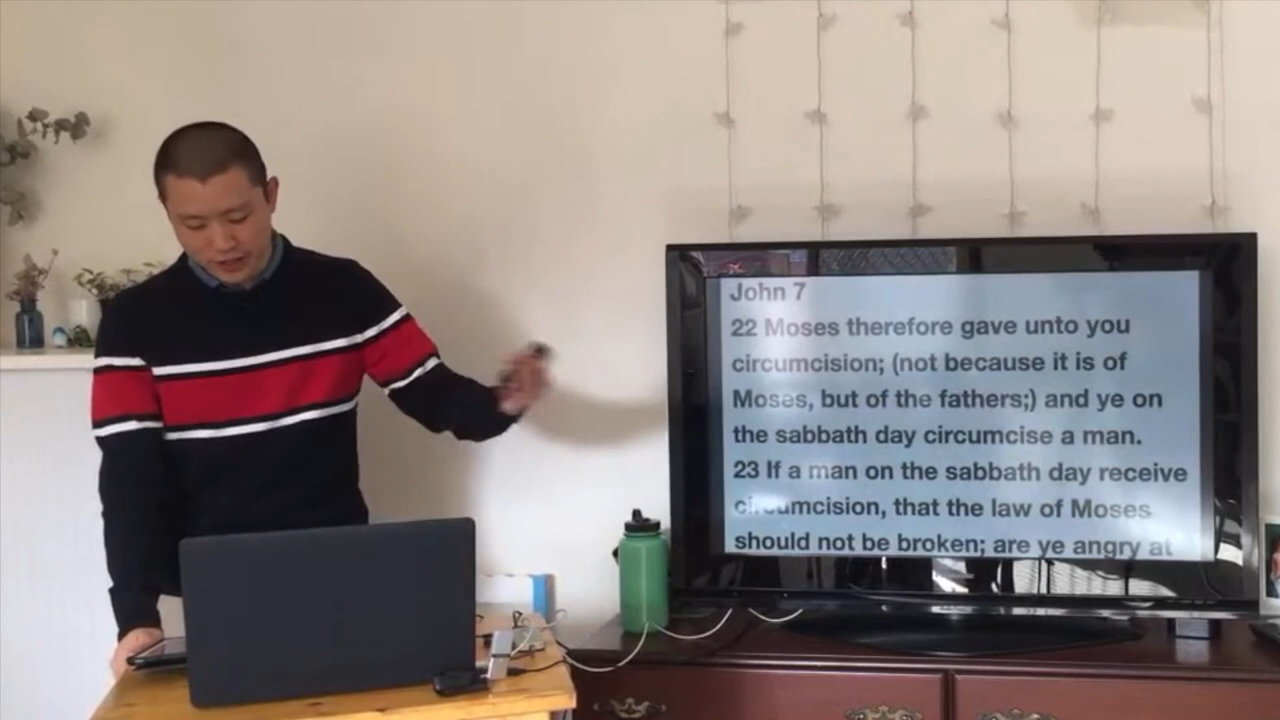 John 7
22 Moses therefore gave unto you
circumcision; (not because it is of
Moses, but of the fathers;) and ye on
the sabbath day circumcise a man.
23 If a man on the sabbath day receive
circumcision, that the law of Moses
should not be broken; are ye angry at